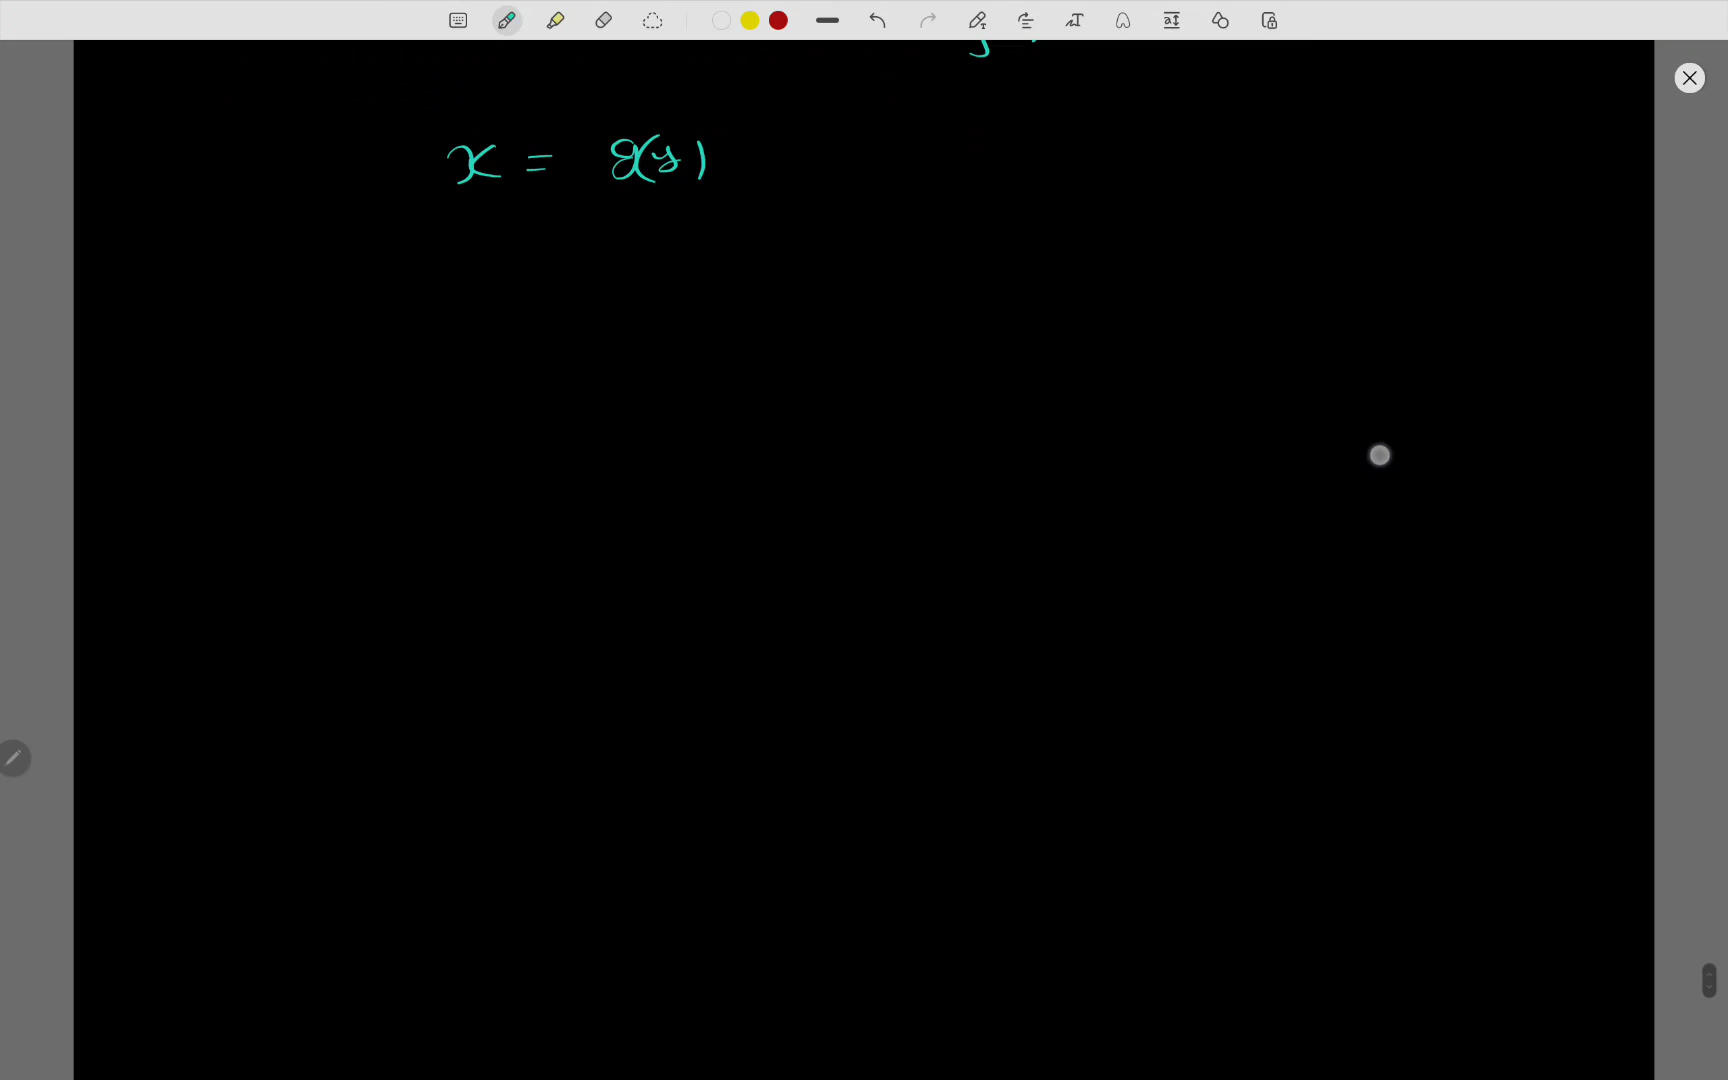 x = g(y)